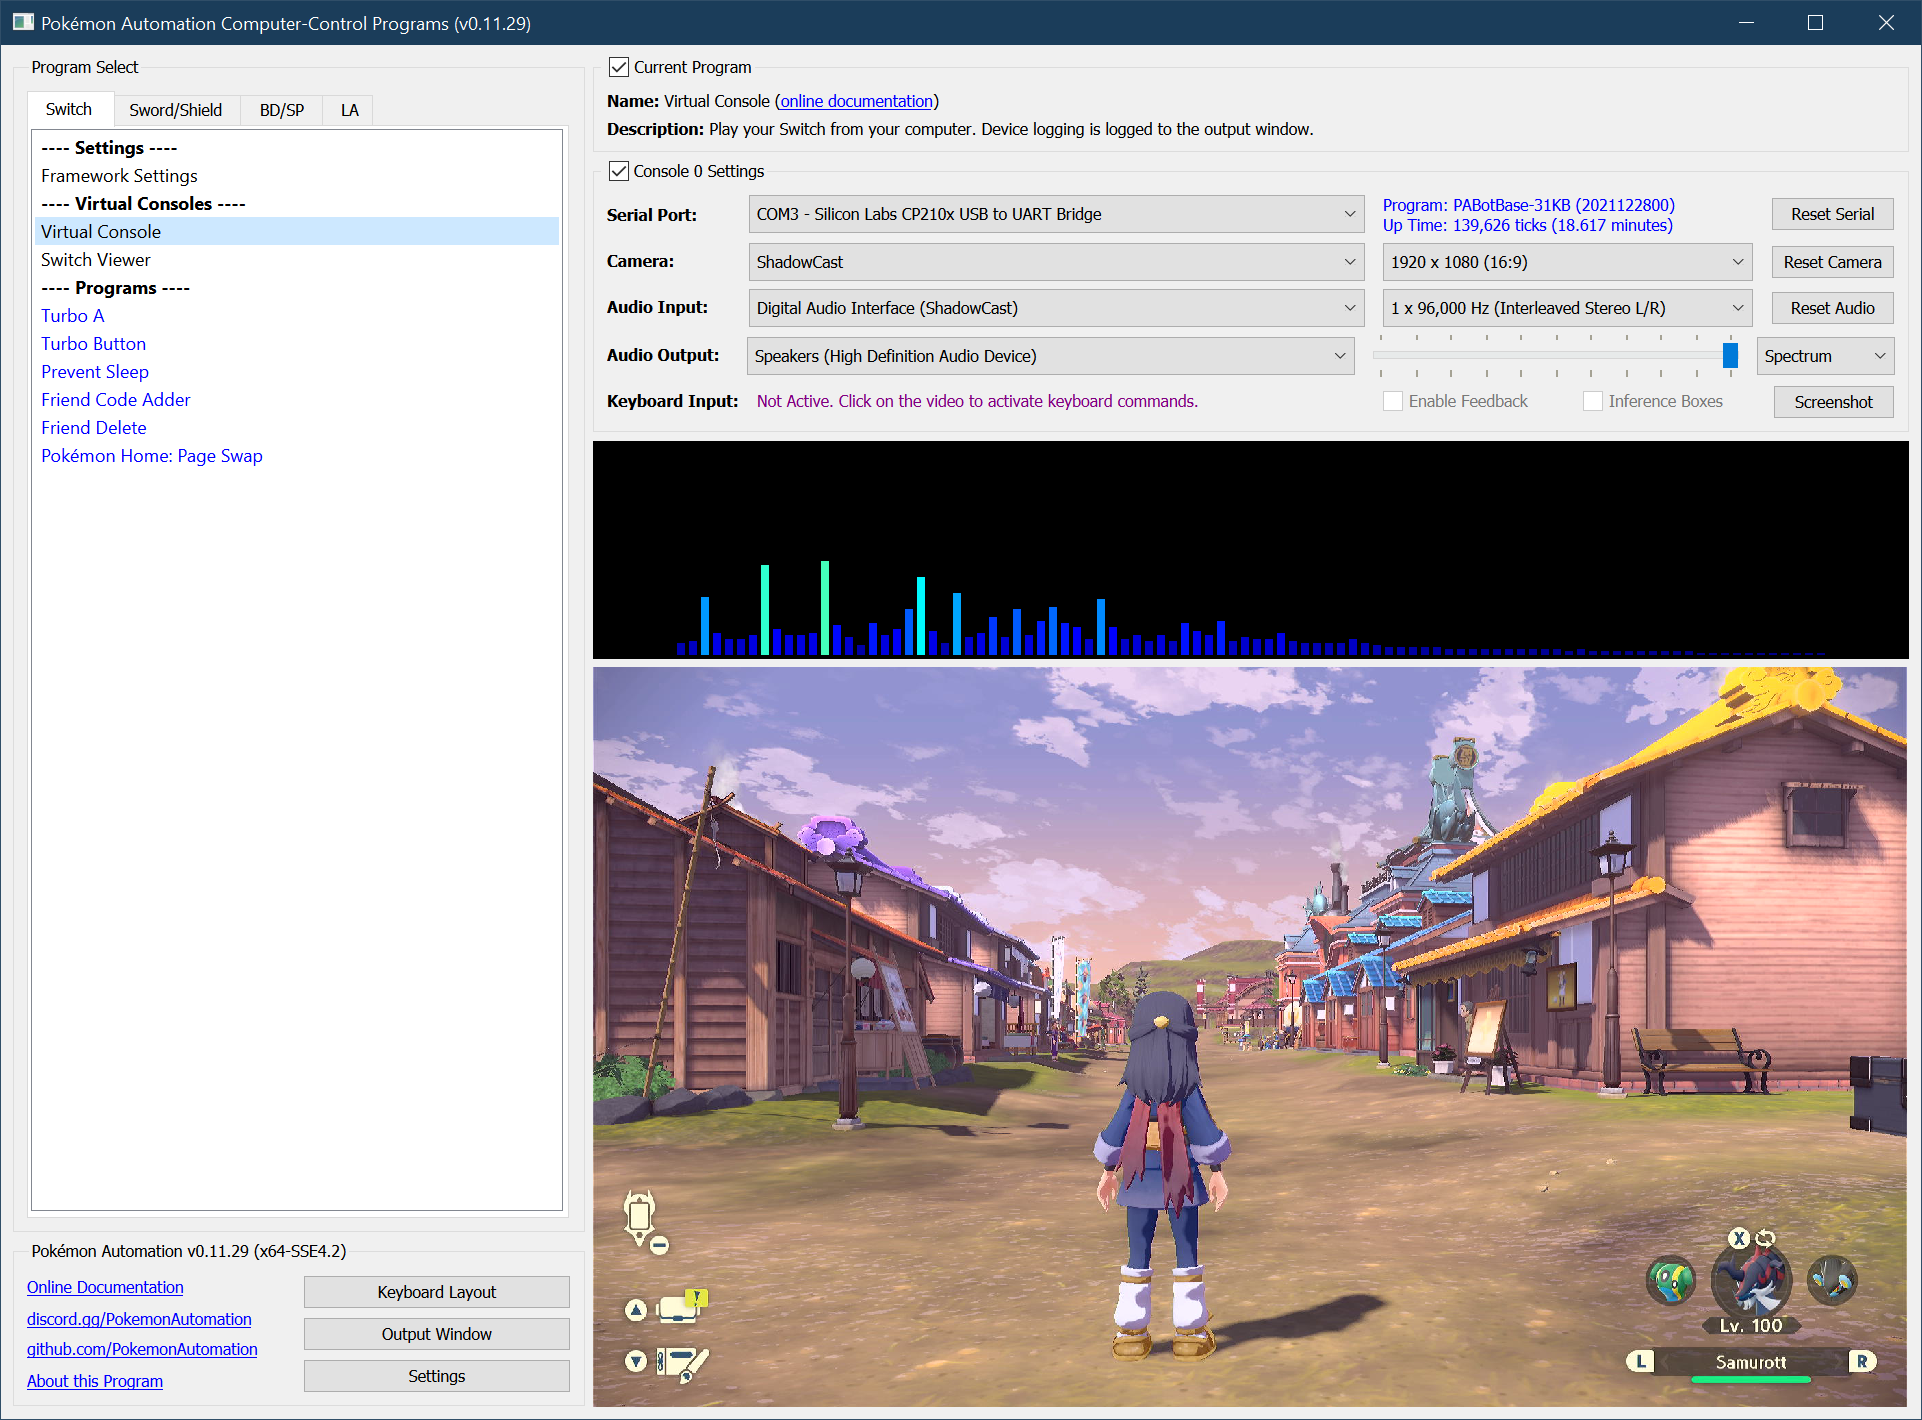 Pokémon Automation Computer-Control Programs (v0.11.29)
Program Select
Switch
Sword/Shield
BD/SP
LA
---- Settings ----
Framework Settings
---- Virtual Consoles ----
Virtual Console
Switch Viewer
---- Programs ----
Turbo A
Turbo Button
Prevent Sleep
Friend Code Adder
Friend Delete
Pokémon Home: Page Swap
Pokémon Automation v0.11.29 (x64-SSE4.2)
Online Documentation
discord.gg/PokemonAutomation
github.com/PokemonAutomation
About this Program
Keyboard Layout
Output Window
Settings
Current Program
Name: Virtual Console (online documentation)
Description: Play your Switch from your computer. Device logging is logged to the output window.
Console 0 Settings
Serial Port:
COM3 - Silicon Labs CP210x USB to UART Bridge
Program: PABotBase-31KB (2021122800)
Up Time: 139,626 ticks (18.617 minutes)
Reset Serial
Camera:
ShadowCast
1920 x 1080 (16:9)
Reset Camera
Audio Input:
Digital Audio Interface (ShadowCast)
1 x 96,000 Hz (Interleaved Stereo L/R)
Reset Audio
Audio Output:
Speakers (High Definition Audio Device)
Spectrum
Keyboard Input:
Not Active. Click on the video to activate keyboard commands.
Enable Feedback
Inference Boxes
Screenshot
X
Lv. 100
L
Samurott
R